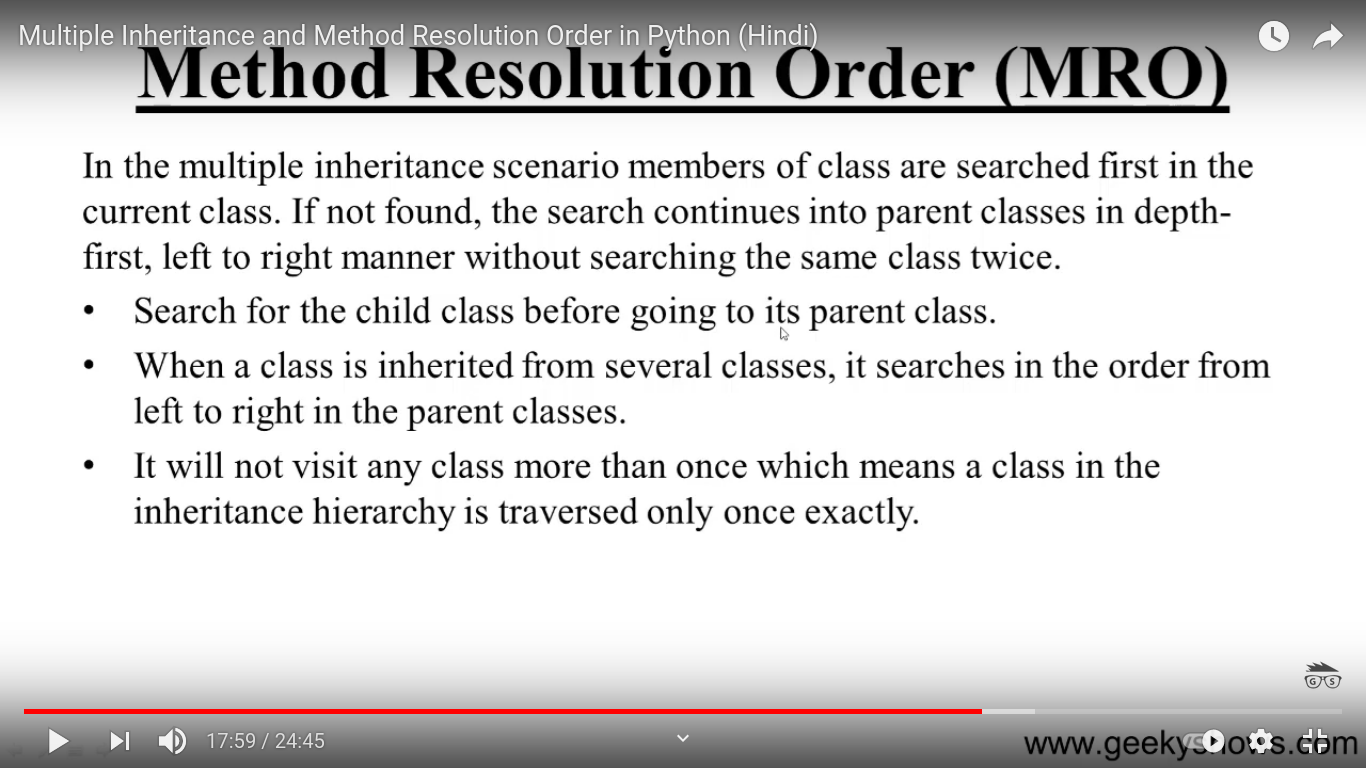 Multiple Inheritance and Method Resolution Order in Python (Hindi)
Method Resolution Order (MRO)
In the multiple inheritance scenario members of class are searched first in the
current class. If not found, the search continues into parent classes in depth-
first, left to right manner without searching the same class twice.
• Search for the child class before going to its parent class.
• When a class is inherited from several classes, it searches in the order from
left to right in the parent classes.
• It will not visit any class more than once which means a class in the
inheritance hierarchy is traversed only once exactly.
G S
17:59 / 24:45
www.geekyshows.com